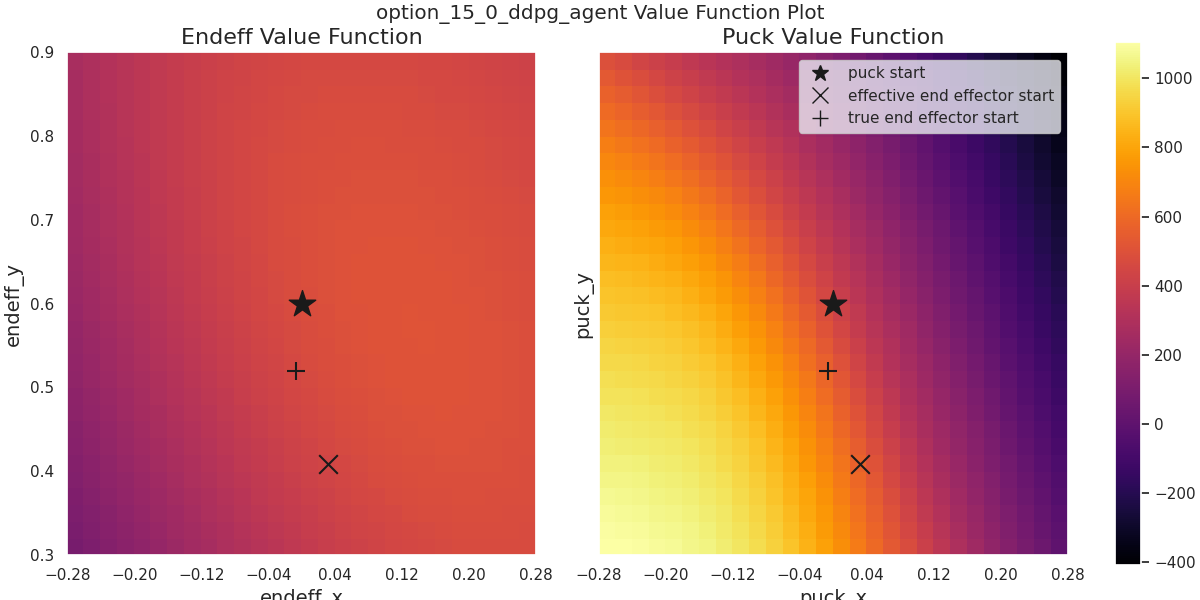 option_15_0_ddpg_agent Value Function Plot
Endeff Value Function
Puck Value Function
0.9
0.8
0.7
0.6
0.5
0.4
0.3
endeff_y
−0.28 −0.20 −0.12 −0.04 0.04 0.12 0.20 0.28
endeff_x
puck start
effective end effector start
true end effector start
puck_y
−0.28 −0.20 −0.12 −0.04 0.04 0.12 0.20 0.28
puck_x
1000
800
600
400
200
0
−200
−400